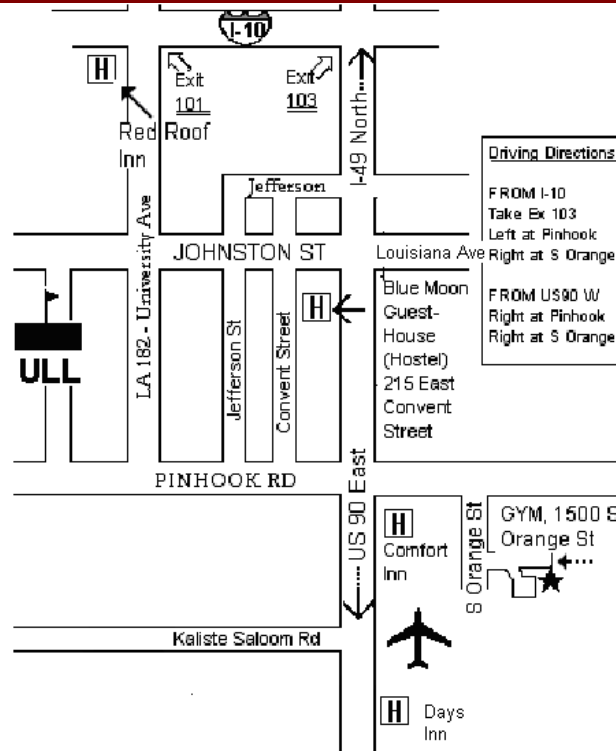 I-10
H
Exit
101
Exit
103
Red Roof
Inn
I-49 North
Jefferson
Driving Directions
FROM I-10
Take Ex 103
Left at Pinhook
Right at S Orange
FROM US90 W
Right at Pinhook
Right at S Orange
LA 182 - University Ave
JOHNSTON ST
Louisiana Ave
H
Blue Moon
Guest-
House
(Hostel)
215 East
Convent
Street
ULL
Jefferson St
Convent Street
PINHOOK RD
US 90 East
H
Comfort
Inn
S Orange St
GYM, 1500 S
Orange St
Kaliste Saloom Rd
H
Days
Inn